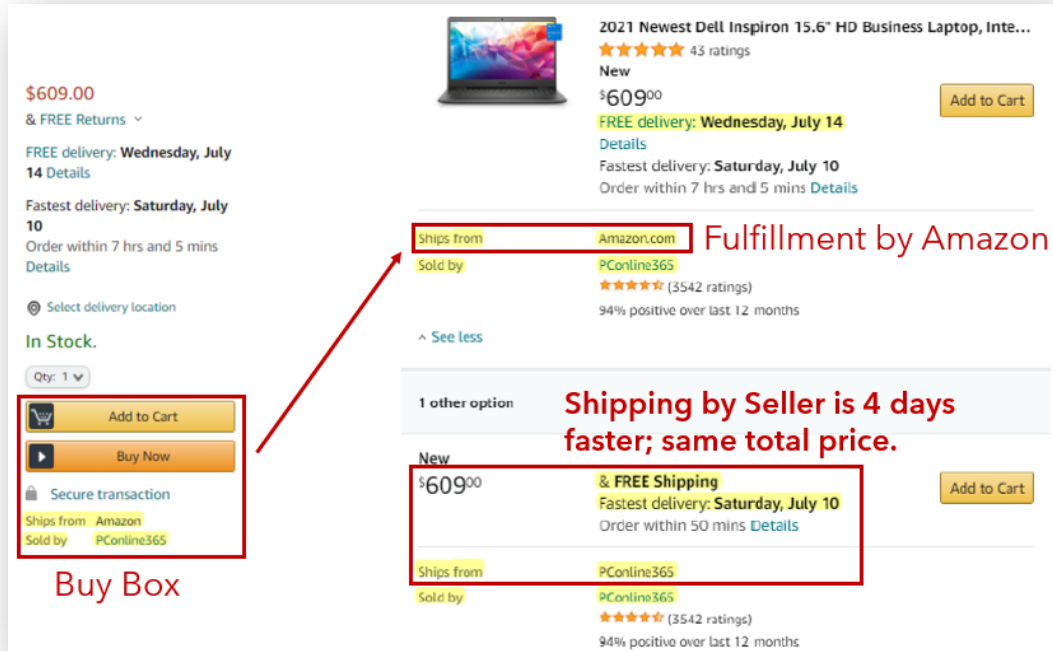 $609.00
& FREE Returns
FREE delivery: Wednesday, July
14 Details
Fastest delivery: Saturday, July
10
Order within 7 hrs and 5 mins
Details
Select delivery location
In Stock.
Qty: 1
Add to Cart
Buy Now
Secure transaction
Ships from Amazon
Sold by PConline365
Buy Box
2021 Newest Dell Inspiron 15.6" HD Business Laptop, Inte...
43 ratings
New
$60900
Add to Cart
FREE delivery: Wednesday, July 14
Details
Fastest delivery: Saturday, July 10
Order within 7 hrs and 5 mins Details
Ships from Amazon.com
Fulfillment by Amazon
Sold by PConline365
(3542 ratings)
94% positive over last 12 months
See less
1 other option
Shipping by Seller is 4 days
faster; same total price.
New
$60900
& FREE Shipping
Add to Cart
Fastest delivery: Saturday, July 10
Order within 50 mins Details
Ships from PConline365
Sold by PConline365
(3542 ratings)
94% positive over last 12 months